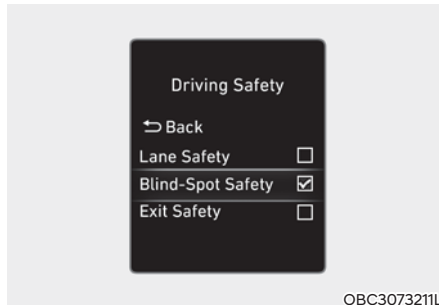 Driving Safety
Back
Lane Safety
Blind-Spot Safety
Exit Safety
OBC3073211L